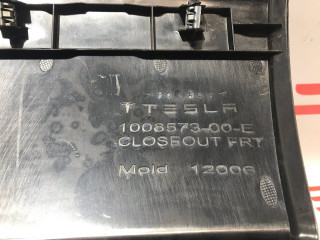 TESLA
1008573-00-E
CLOSEOUT FRT
Mold 12006